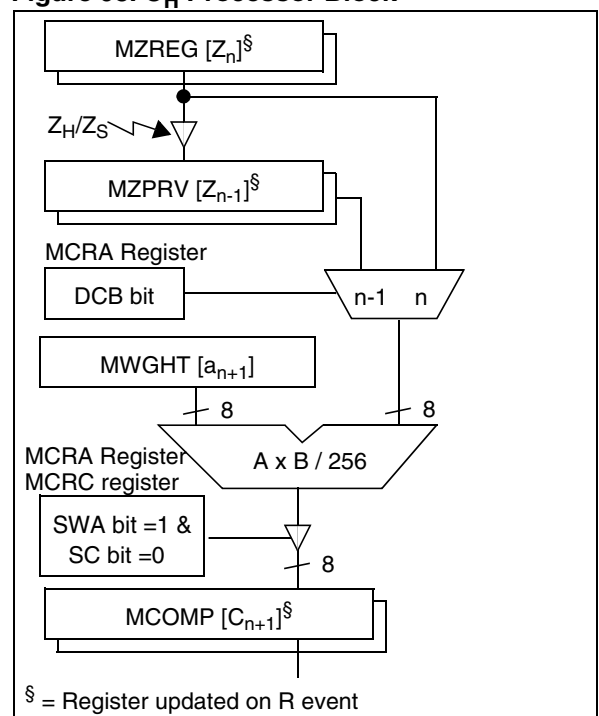 MZREG [Zn]§
ZH/ZS
MZPRV [Zn-1]§
MCRA Register
DCB bit
n-1 n
MWGHT [an+1]
8 8
A x B / 256
MCRA Register
MCRC register
SWA bit =1 &
SC bit =0
8
MCOMP [Cn+1]§
§ = Register updated on R event